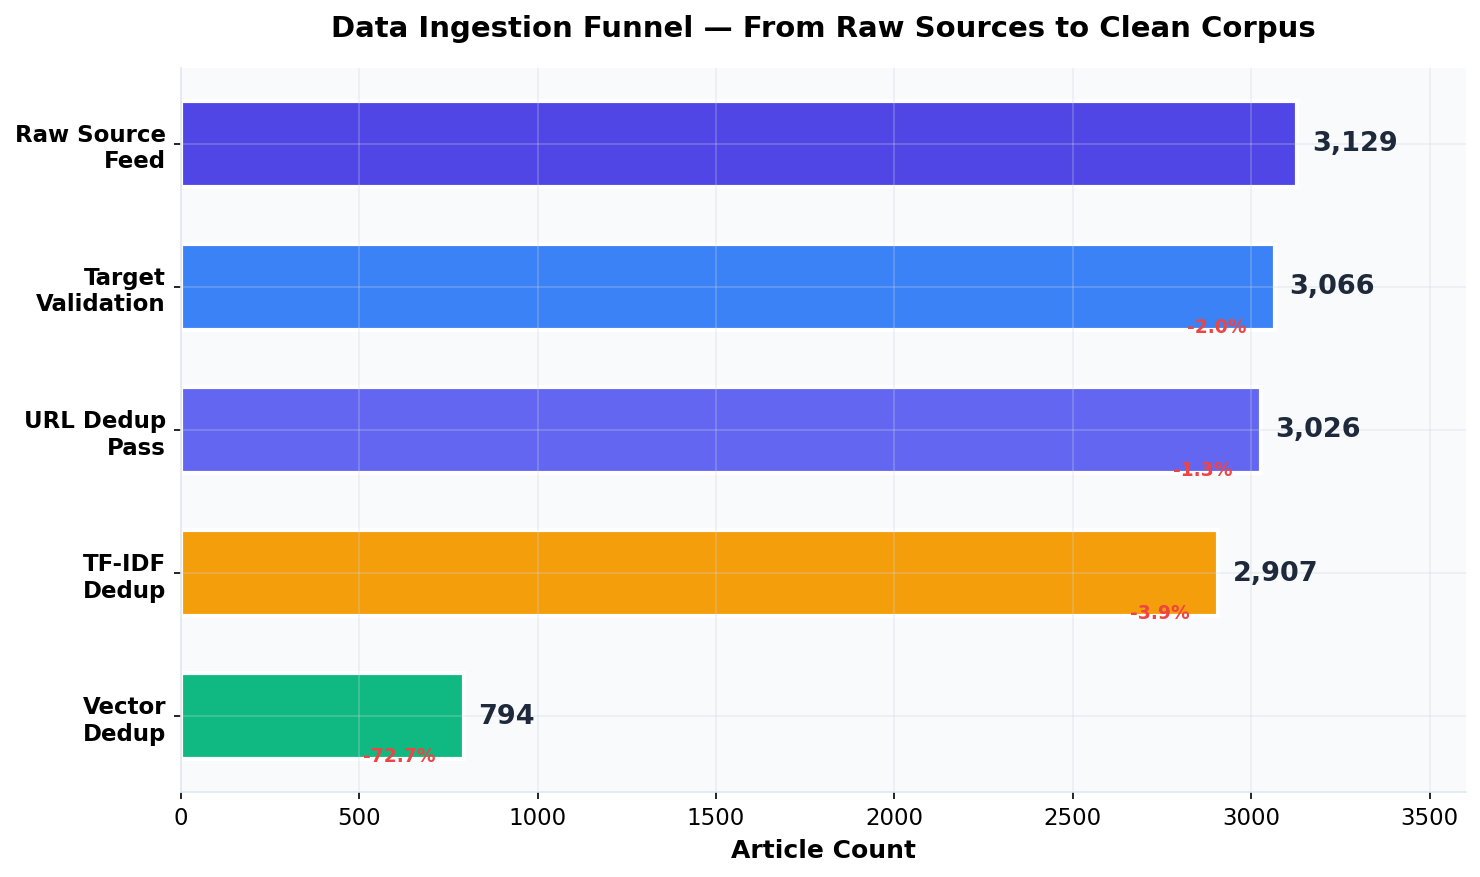 Data Ingestion Funnel — From Raw Sources to Clean Corpus
Raw Source
Feed
3,129
Target
Validation
3,066
-2.0%
URL Dedup
Pass
3,026
-1.3%
TF-IDF
Dedup
2,907
-3.9%
Vector
Dedup
794
-72.7%
0 500 1000 1500 2000 2500 3000 3500
Article Count